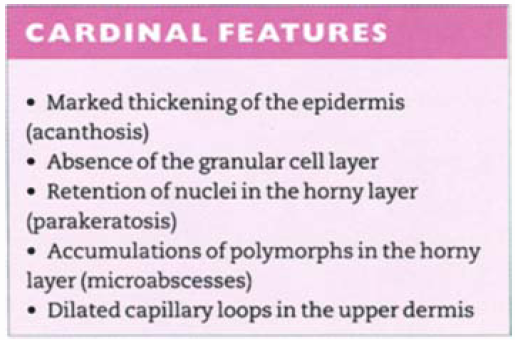 CARDINAL FEATURES
• Marked thickening of the epidermis
(acanthosis)
• Absence of the granular cell layer
• Retention of nuclei in the horny layer
(parakeratosis)
• Accumulations of polymorphs in the horny
layer (microabscesses)
• Dilated capillary loops in the upper dermis